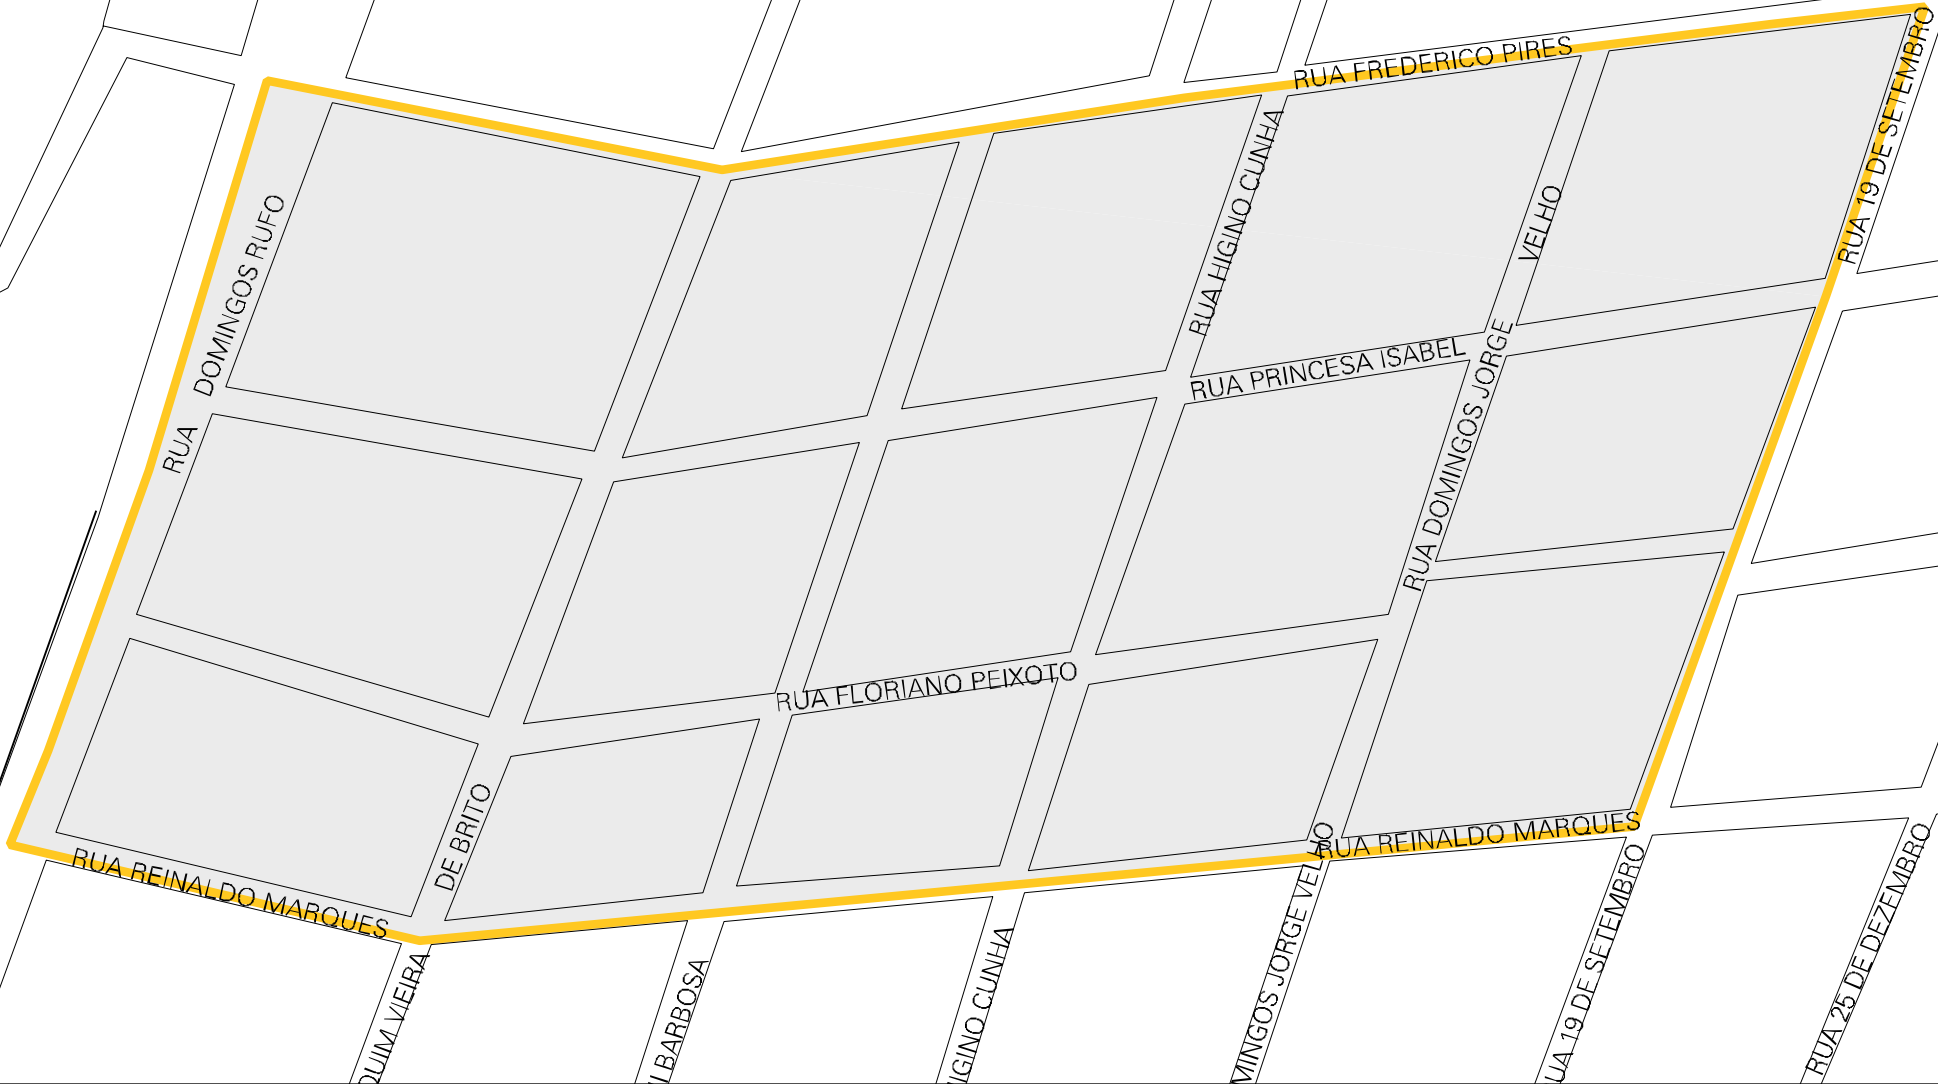 RUA FREDERICO PIRES
RUA 19 DE SETEMBRO
RUA HIGINO CUNHA
VELHO
DOMINGOS RUFO
RUA PRINCESA ISABEL
RUA DOMINGOS JORGE
RUA
RUA FLORIANO PEIXOTO
DE BRITO
RUA REINALDO MARQUES
RUA REINALDO MARQUES
QUIM VIEIRA
I BARBOSA
IGINO CUNHA
MINGOS JORGE VELHO
UA 19 DE SETEMBRO
RUA 25 DE DEZEMBRO